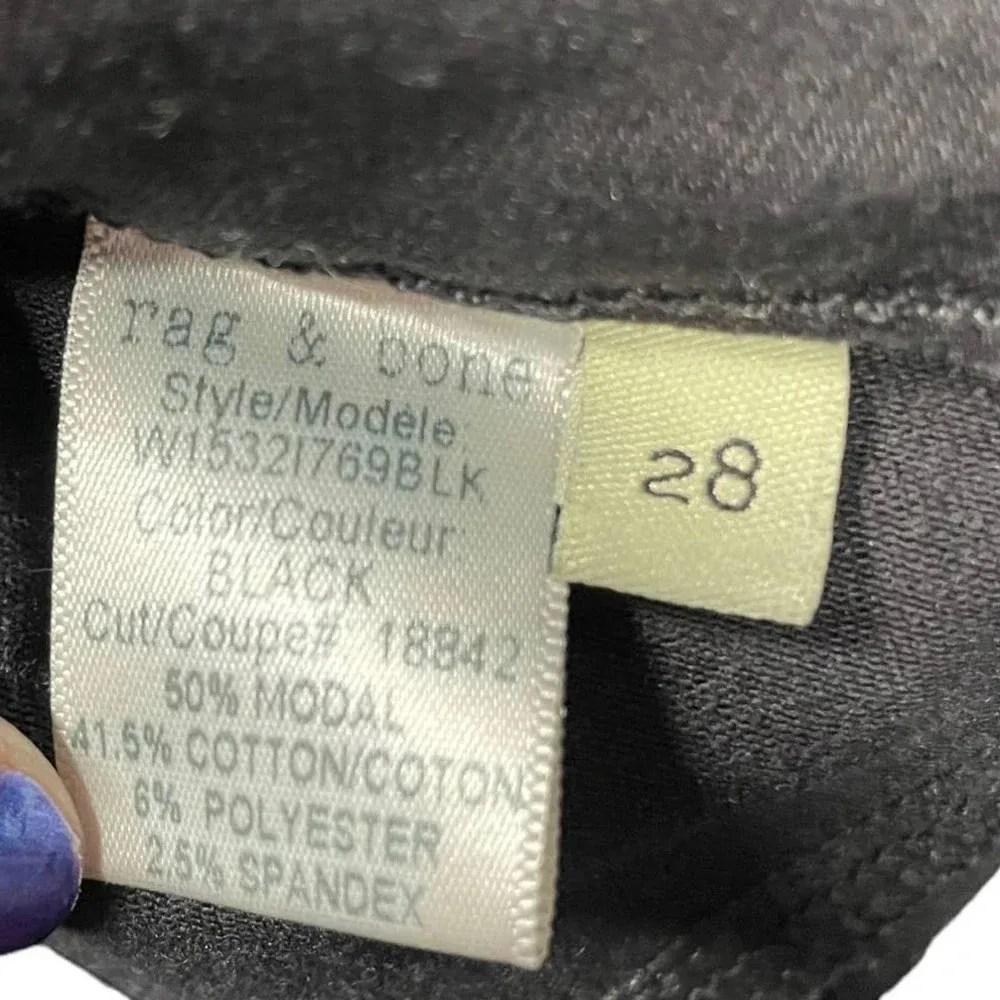 rag & bone
Style/Modèle
W1532I769BLK
Color/Couleur
BLACK
Cut/Coupe# 18842
50% MODAL
41.5% COTTON/COTON
6% POLYESTER
2.5% SPANDEX
28